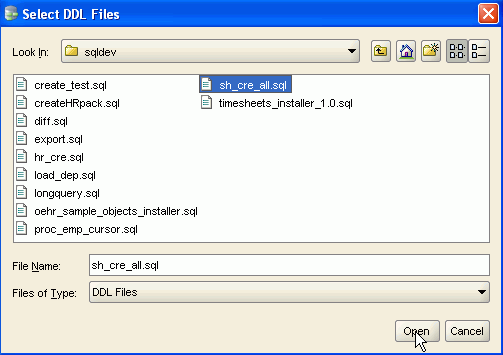 Select DDL Files
Look In: sqldev
create_test.sql
createHRpack.sql
diff.sql
export.sql
hr_cre.sql
load_dep.sql
longquery.sql
oehr_sample_objects_installer.sql
proc_emp_cursor.sql
sh_cre_all.sql
timesheets_installer_1.0.sql
File Name: sh_cre_all.sql
Files of Type: DDL Files
Open Cancel